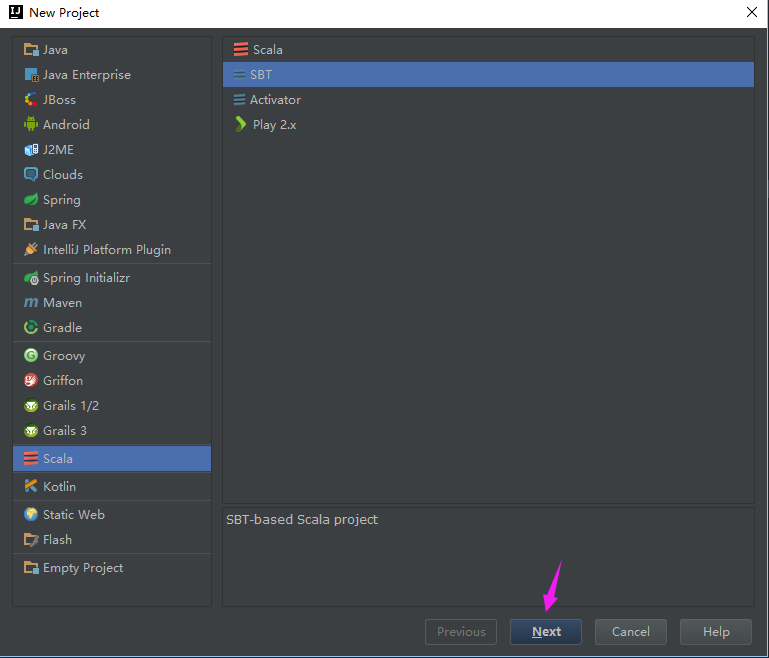 New Project
Java
Java Enterprise
JBoss
Android
J2ME
Clouds
Spring
Java FX
IntelliJ Platform Plugin
Spring Initializr
Maven
Gradle
Groovy
Griffon
Grails 1/2
Grails 3
Scala
Kotlin
Static Web
Flash
Empty Project
Scala
SBT
Activator
Play 2.x
SBT-based Scala project
Previous
Next
Cancel
Help